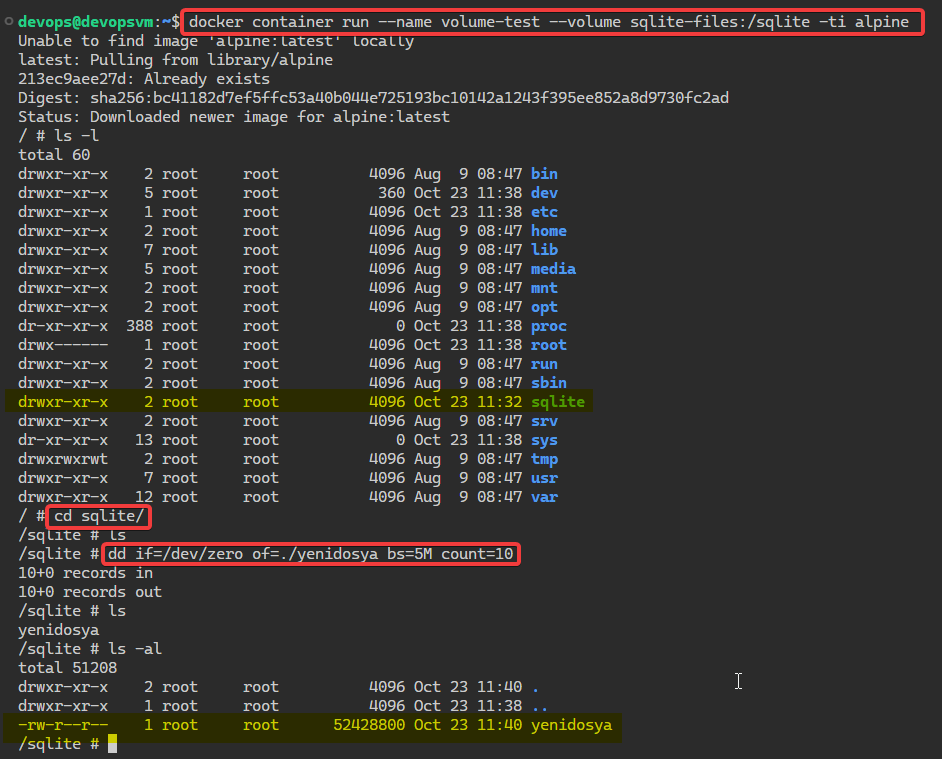 devops@devopsvm:~$ docker container run --name volume-test --volume sqlite-files:/sqlite -ti alpine
Unable to find image 'alpine:latest' locally
latest: Pulling from library/alpine
213ec9aee27d: Already exists
Digest: sha256:bc41182d7ef5ffc53a40b044e725193bc10142a1243f395ee852a8d9730fc2ad
Status: Downloaded newer image for alpine:latest
/ # ls -l
total 60
drwxr-xr-x    2 root     root          4096 Aug  9 08:47 bin
drwxr-xr-x    5 root     root           360 Oct 23 11:38 dev
drwxr-xr-x    1 root     root          4096 Oct 23 11:38 etc
drwxr-xr-x    2 root     root          4096 Aug  9 08:47 home
drwxr-xr-x    7 root     root          4096 Aug  9 08:47 lib
drwxr-xr-x    5 root     root          4096 Aug  9 08:47 media
drwxr-xr-x    2 root     root          4096 Aug  9 08:47 mnt
drwxr-xr-x    2 root     root          4096 Aug  9 08:47 opt
dr-xr-xr-x  388 root     root             0 Oct 23 11:38 proc
drwx------    1 root     root          4096 Oct 23 11:38 root
drwxr-xr-x    2 root     root          4096 Aug  9 08:47 run
drwxr-xr-x    2 root     root          4096 Aug  9 08:47 sbin
drwxr-xr-x    2 root     root          4096 Oct 23 11:32 sqlite
drwxr-xr-x    2 root     root          4096 Aug  9 08:47 srv
dr-xr-xr-x   13 root     root             0 Oct 23 11:38 sys
drwxrwxrwt    2 root     root          4096 Aug  9 08:47 tmp
drwxr-xr-x    7 root     root          4096 Aug  9 08:47 usr
drwxr-xr-x   12 root     root          4096 Aug  9 08:47 var
/ # cd sqlite/
/sqlite # ls
/sqlite # dd if=/dev/zero of=./yenidosya bs=5M count=10
10+0 records in
10+0 records out
/sqlite # ls
yenidosya
/sqlite # ls -al
total 51208
drwxr-xr-x    2 root     root          4096 Oct 23 11:40 .
drwxr-xr-x    1 root     root          4096 Oct 23 11:38 ..
-rw-r--r--    1 root     root      52428800 Oct 23 11:40 yenidosya
/sqlite #